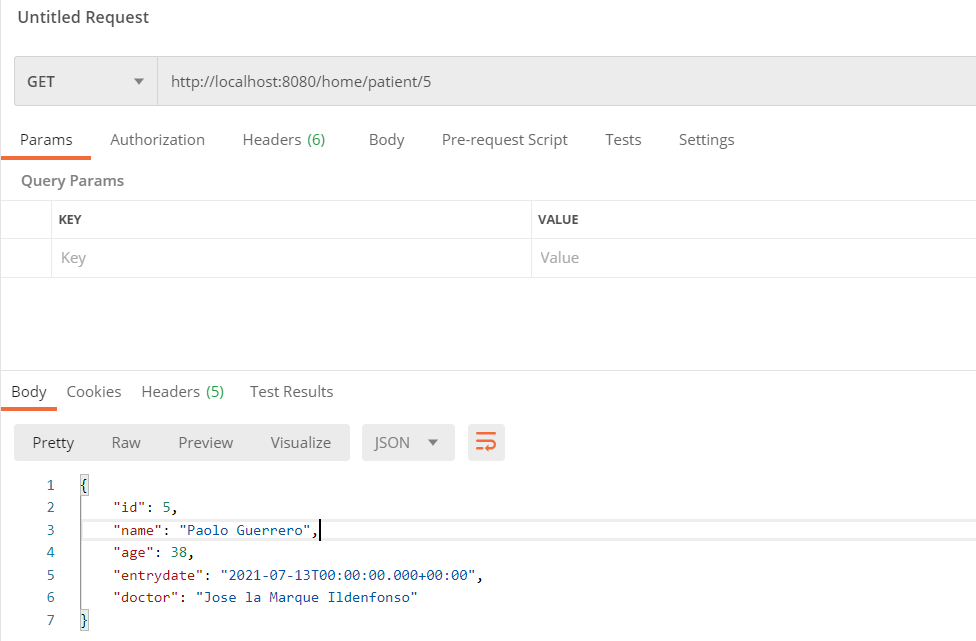 Untitled Request
GET http://localhost:8080/home/patient/5
Params Authorization Headers (6) Body Pre-request Script Tests Settings
Query Params
KEY VALUE
Key Value
Body Cookies Headers (5) Test Results
Pretty Raw Preview Visualize JSON
1 {
2 "id": 5,
3 "name": "Paolo Guerrero",
4 "age": 38,
5 "entrydate": "2021-07-13T00:00:00.000+00:00",
6 "doctor": "Jose la Marque Ildenfonso"
7 }